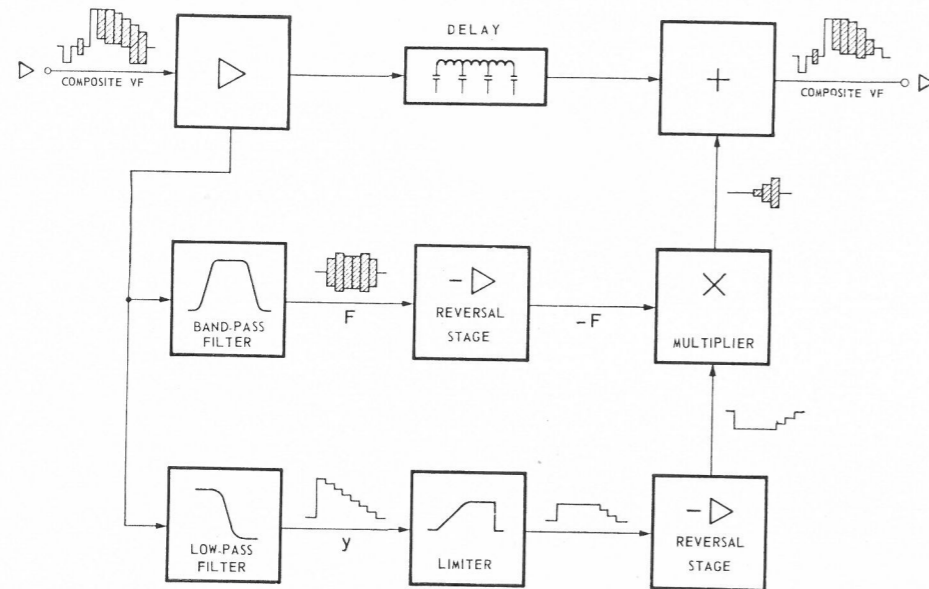 DELAY
COMPOSITE VF
+
COMPOSITE VF
BAND-PASS
FILTER
F
-
REVERSAL
STAGE
-F
×
MULTIPLIER
LOW-PASS
FILTER
y
LIMITER
-
REVERSAL
STAGE